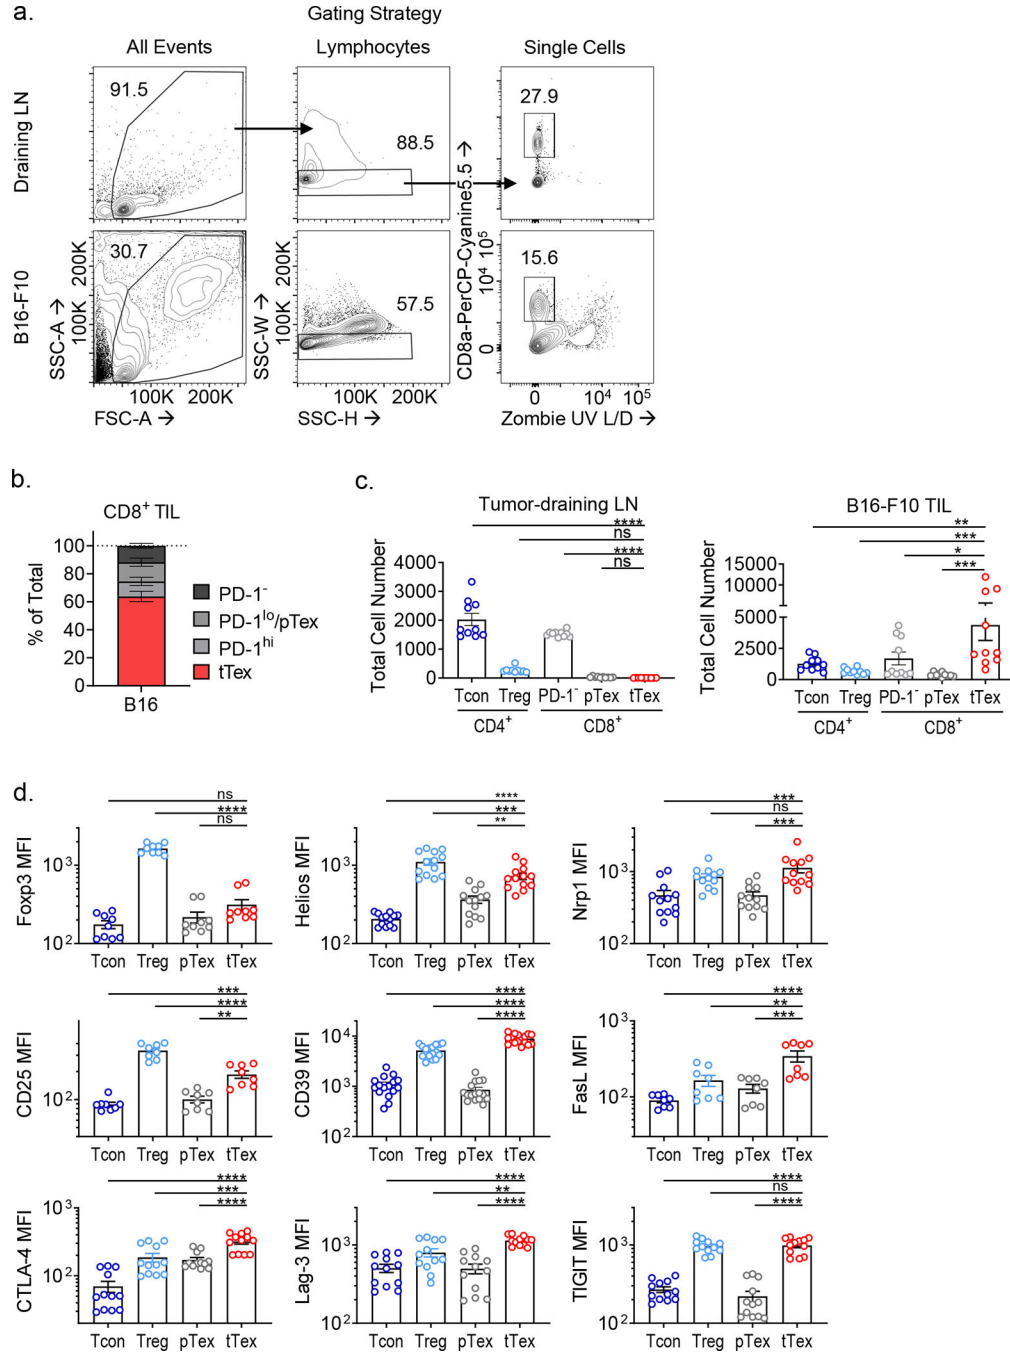 a.
Gating Strategy
All Events
Lymphocytes
Single Cells
Draining LN
91.5
88.5
27.9
B16-F10
30.7
57.5
15.6
SSC-A →
100K 200K
SSC-W →
100K 200K
CD8a-PerCP-Cyanine5.5 →
0 10⁴ 10⁵
100K 200K
FSC-A →
100K 200K
SSC-H →
0 10⁴ 10⁵
Zombie UV L/D →
b.
CD8⁺ TIL
% of Total
100
80
60
40
20
0
B16
PD-1⁻
PD-1ˡᵒ/pTex
PD-1ʰⁱ
tTex
c.
Tumor-draining LN
****
ns
****
ns
Total Cell Number
4000
3000
2000
1000
0
Tcon Treg PD-1⁻ pTex tTex
CD4⁺ CD8⁺
B16-F10 TIL
**
***
*
***
Total Cell Number
15000
10000
5000
2500
0
Tcon Treg PD-1⁻ pTex tTex
CD4⁺ CD8⁺
d.
ns
****
ns
Foxp3 MFI
10³
10²
Tcon Treg pTex tTex
****
***
**
Helios MFI
10³
10²
Tcon Treg pTex tTex
***
ns
***
Nrp1 MFI
10³
10²
Tcon Treg pTex tTex
***
****
**
CD25 MFI
10²
Tcon Treg pTex tTex
****
****
****
CD39 MFI
10⁴
10³
10²
Tcon Treg pTex tTex
****
**
***
FasL MFI
10³
10²
Tcon Treg pTex tTex
****
***
****
CTLA-4 MFI
10³
10²
Tcon Treg pTex tTex
****
**
****
Lag-3 MFI
10³
10²
Tcon Treg pTex tTex
****
ns
****
TIGIT MFI
10³
10²
Tcon Treg pTex tTex